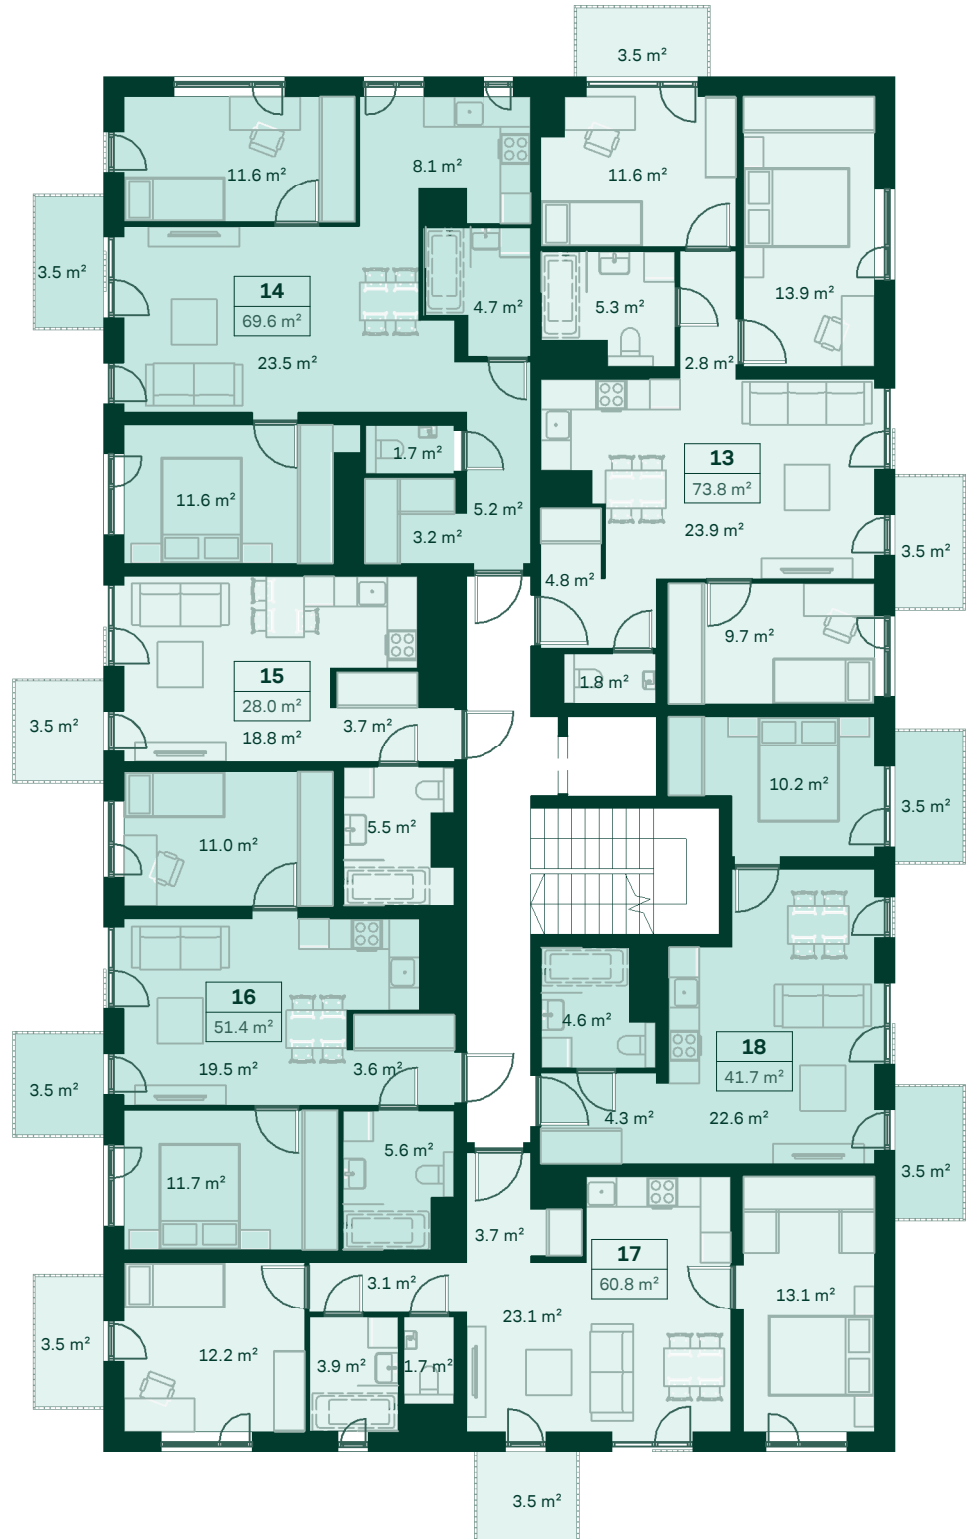 3.5 m²
11.6 m²
8.1 m²
11.6 m²
3.5 m²
14
69.6 m²
4.7 m²
5.3 m²
13.9 m²
23.5 m²
2.8 m²
1.7 m²
13
73.8 m²
11.6 m²
5.2 m²
3.2 m²
23.9 m²
3.5 m²
4.8 m²
9.7 m²
15
28.0 m²
1.8 m²
3.5 m²
18.8 m²
3.7 m²
10.2 m²
3.5 m²
11.0 m²
5.5 m²
16
51.4 m²
4.6 m²
18
41.7 m²
3.5 m²
19.5 m²
3.6 m²
4.3 m²
22.6 m²
11.7 m²
5.6 m²
3.5 m²
3.7 m²
17
60.8 m²
3.1 m²
23.1 m²
13.1 m²
3.5 m²
12.2 m²
3.9 m²
1.7 m²
3.5 m²